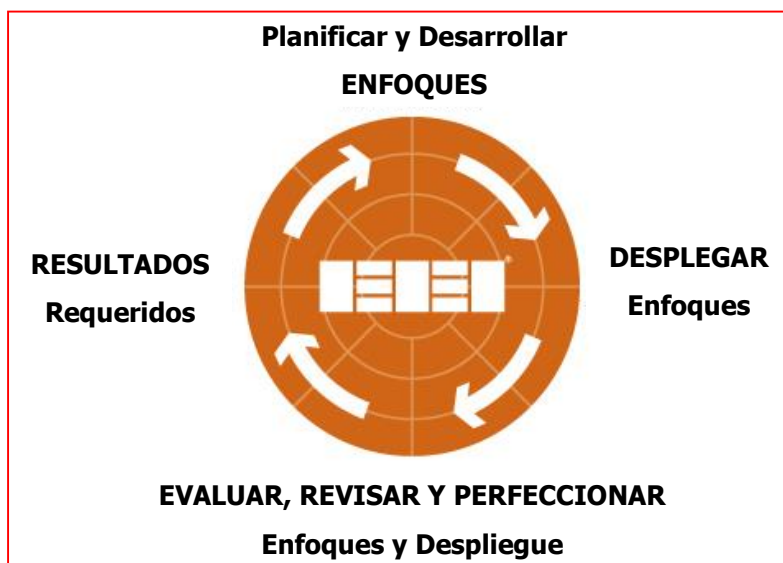 Planificar y Desarrollar
ENFOQUES
RESULTADOS
Requeridos
DESPLEGAR
Enfoques
®
EVALUAR, REVISAR Y PERFECCIONAR
Enfoques y Despliegue